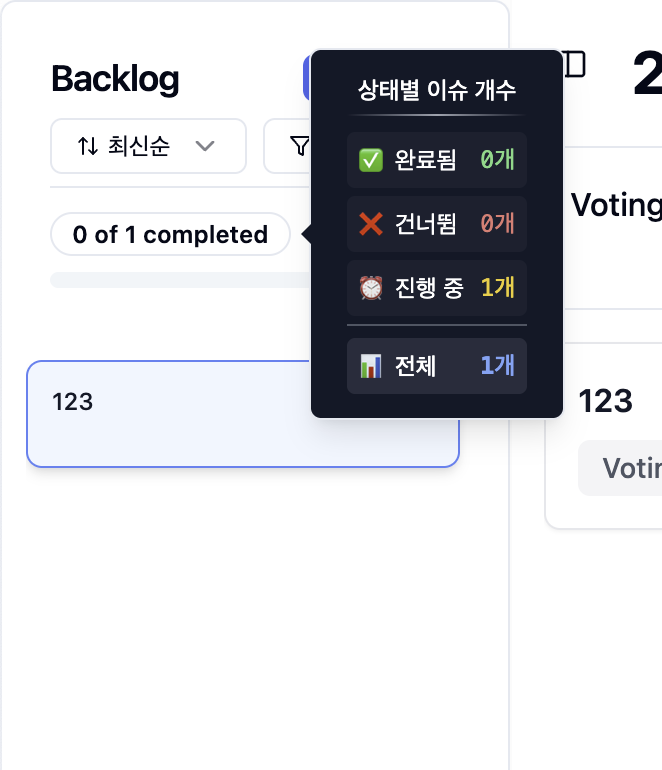 Backlog
최신순
0 of 1 completed
123
상태별 이슈 개수
✅ 완료됨 0개
❌ 건너뜀 0개
⏰ 진행 중 1개
📊 전체 1개
2
Voting
123